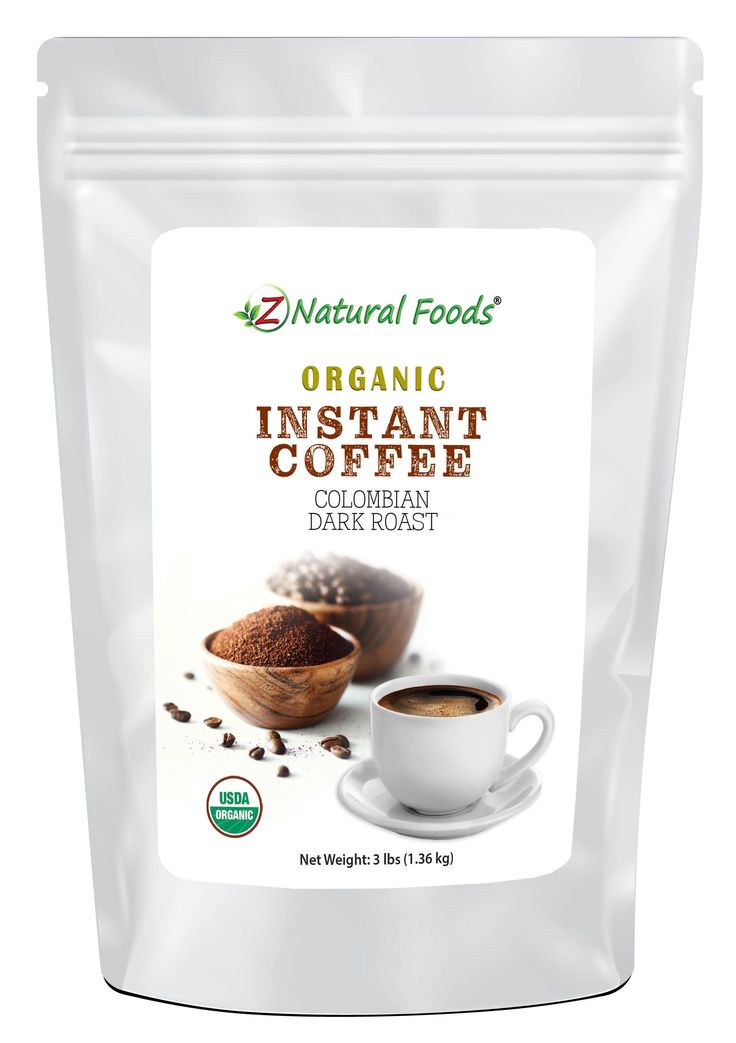 Z Natural Foods®
ORGANIC
INSTANT
COFFEE
COLOMBIAN
DARK ROAST
USDA
ORGANIC
Net Weight: 3 lbs (1.36 kg)